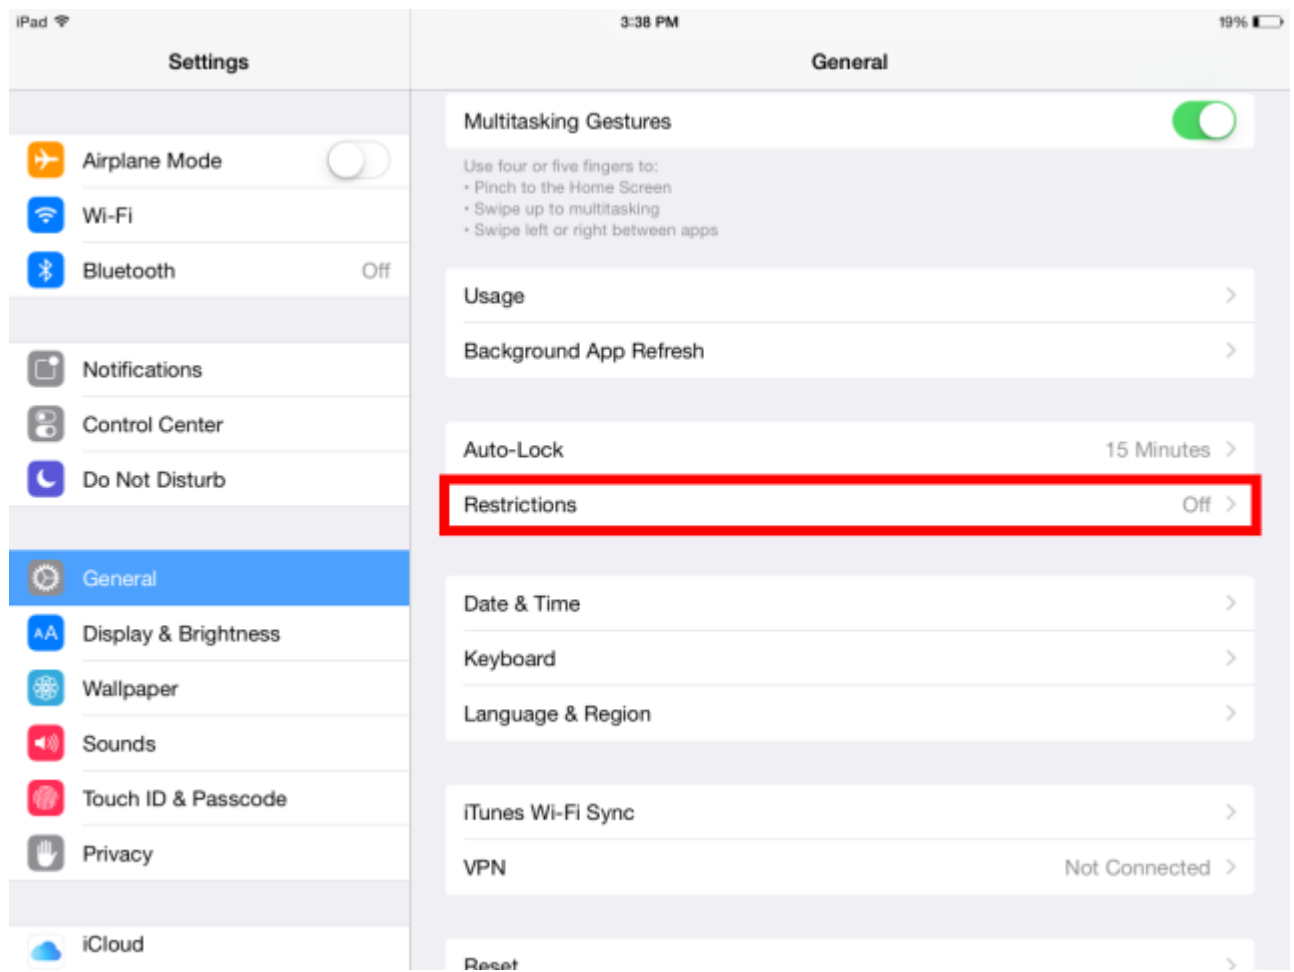 iPad
3:38 PM
19%
Settings
General
Airplane Mode
Wi-Fi
Bluetooth Off
Notifications
Control Center
Do Not Disturb
General
Display & Brightness
Wallpaper
Sounds
Touch ID & Passcode
Privacy
iCloud
Multitasking Gestures
Use four or five fingers to:
• Pinch to the Home Screen
• Swipe up to multitasking
• Swipe left or right between apps
Usage
Background App Refresh
Auto-Lock 15 Minutes
Restrictions Off
Date & Time
Keyboard
Language & Region
iTunes Wi-Fi Sync
VPN Not Connected
Reset